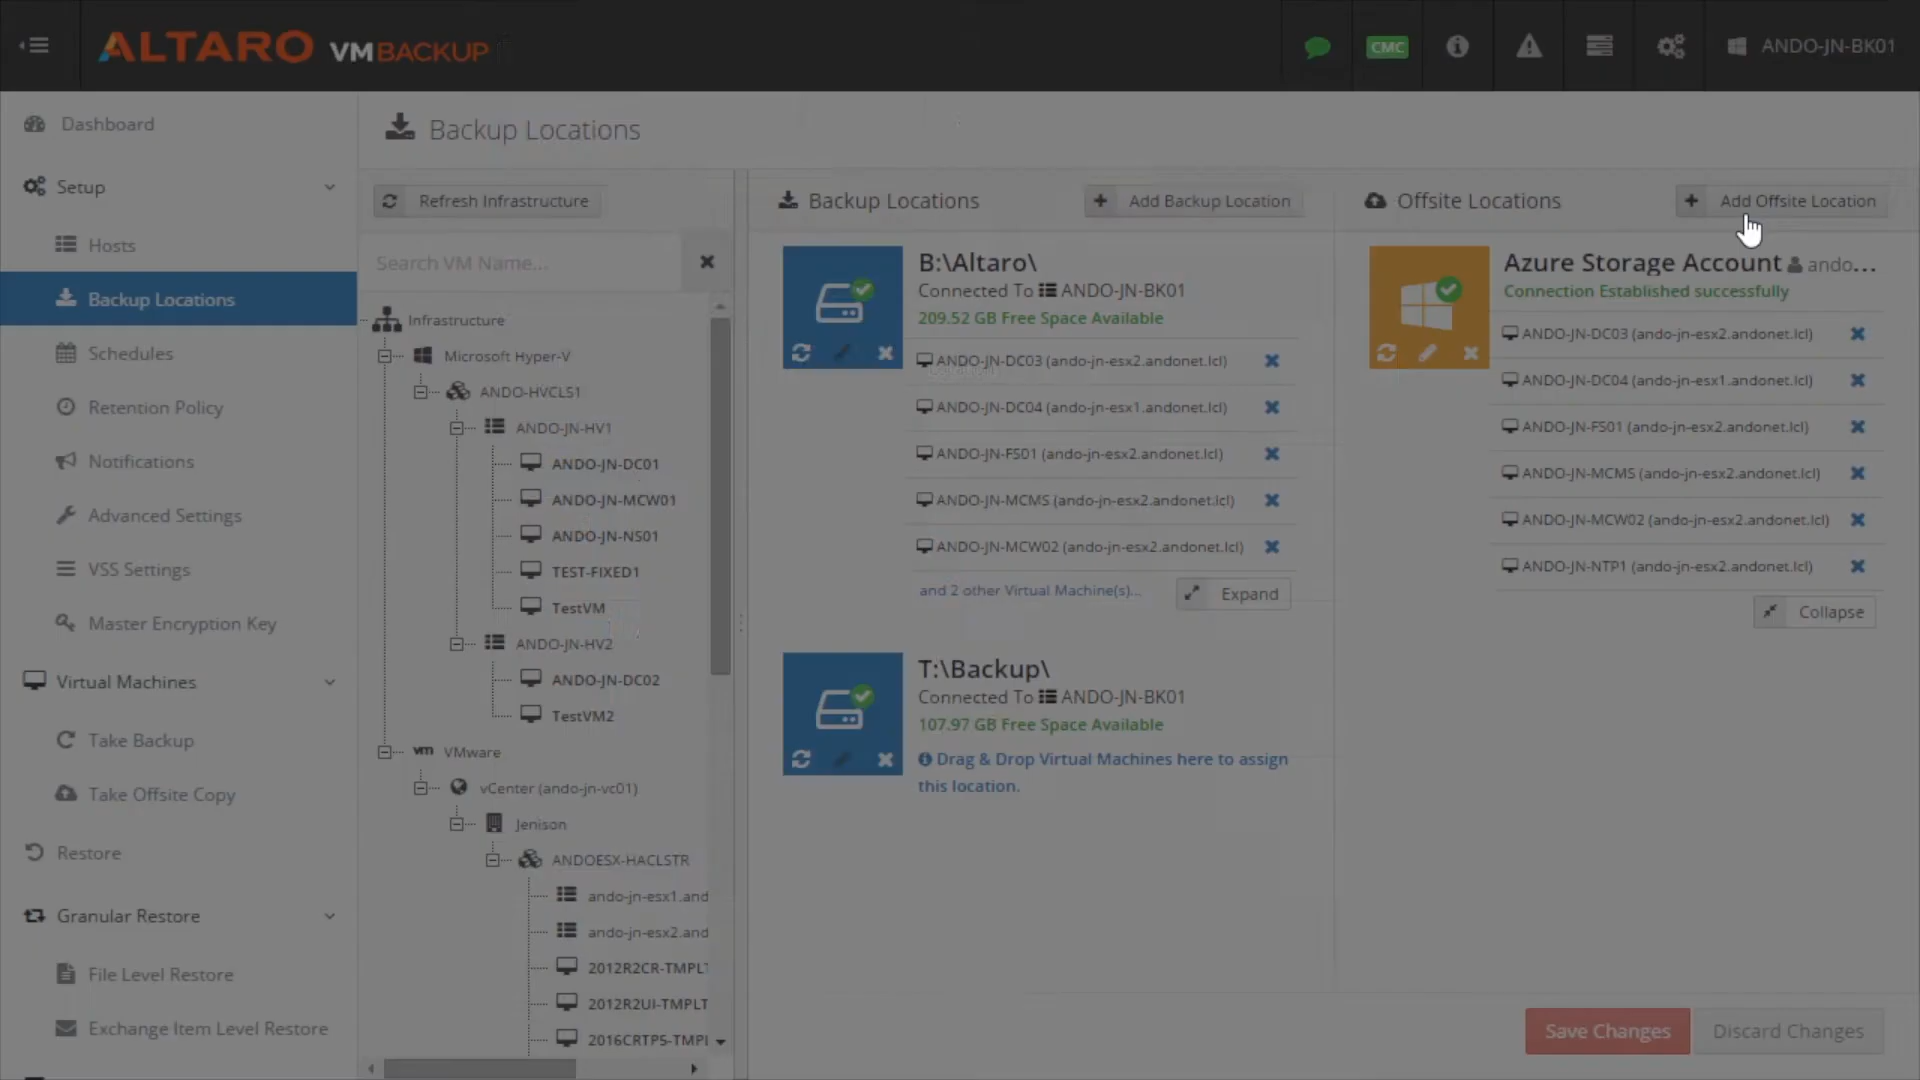 ALTARO VMBACKUP
CMC
ANDO-JN-BK01
Dashboard
Setup
Hosts
Backup Locations
Schedules
Retention Policy
Notifications
Advanced Settings
VSS Settings
Master Encryption Key
Virtual Machines
Take Backup
Take Offsite Copy
Restore
Granular Restore
File Level Restore
Exchange Item Level Restore
Backup Locations
Refresh Infrastructure
Search VM Name...
Infrastructure
Microsoft Hyper-V
ANDO-HVCLS1
ANDO-JN-HV1
ANDO-JN-DC01
ANDO-JN-MCW01
ANDO-JN-NS01
TEST-FIXED1
TestVM
ANDO-JN-HV2
ANDO-JN-DC02
TestVM2
vm VMware
vCenter (ando-jn-vc01)
Jenison
ANDOESX-HACLSTR
ando-jn-esx1.and
ando-jn-esx2.and
2012R2CR-TMPLT
2012R2UI-TMPLT
2016CRTP5-TMPL
Backup Locations
Add Backup Location
B:\Altaro\
Connected To ANDO-JN-BK01
209.52 GB Free Space Available
ANDO-JN-DC03 (ando-jn-esx2.andonet.lcl)
ANDO-JN-DC04 (ando-jn-esx1.andonet.lcl)
ANDO-JN-FS01 (ando-jn-esx2.andonet.lcl)
ANDO-JN-MCMS (ando-jn-esx2.andonet.lcl)
ANDO-JN-MCW02 (ando-jn-esx2.andonet.lcl)
and 2 other Virtual Machine(s)...
Expand
T:\Backup\
Connected To ANDO-JN-BK01
107.97 GB Free Space Available
Drag & Drop Virtual Machines here to assign
this location.
Offsite Locations
Add Offsite Location
Azure Storage Account ando...
Connection Established successfully
ANDO-JN-DC03 (ando-jn-esx2.andonet.lcl)
ANDO-JN-DC04 (ando-jn-esx1.andonet.lcl)
ANDO-JN-FS01 (ando-jn-esx2.andonet.lcl)
ANDO-JN-MCMS (ando-jn-esx2.andonet.lcl)
ANDO-JN-MCW02 (ando-jn-esx2.andonet.lcl)
ANDO-JN-NTP1 (ando-jn-esx2.andonet.lcl)
Collapse
Save Changes
Discard Changes